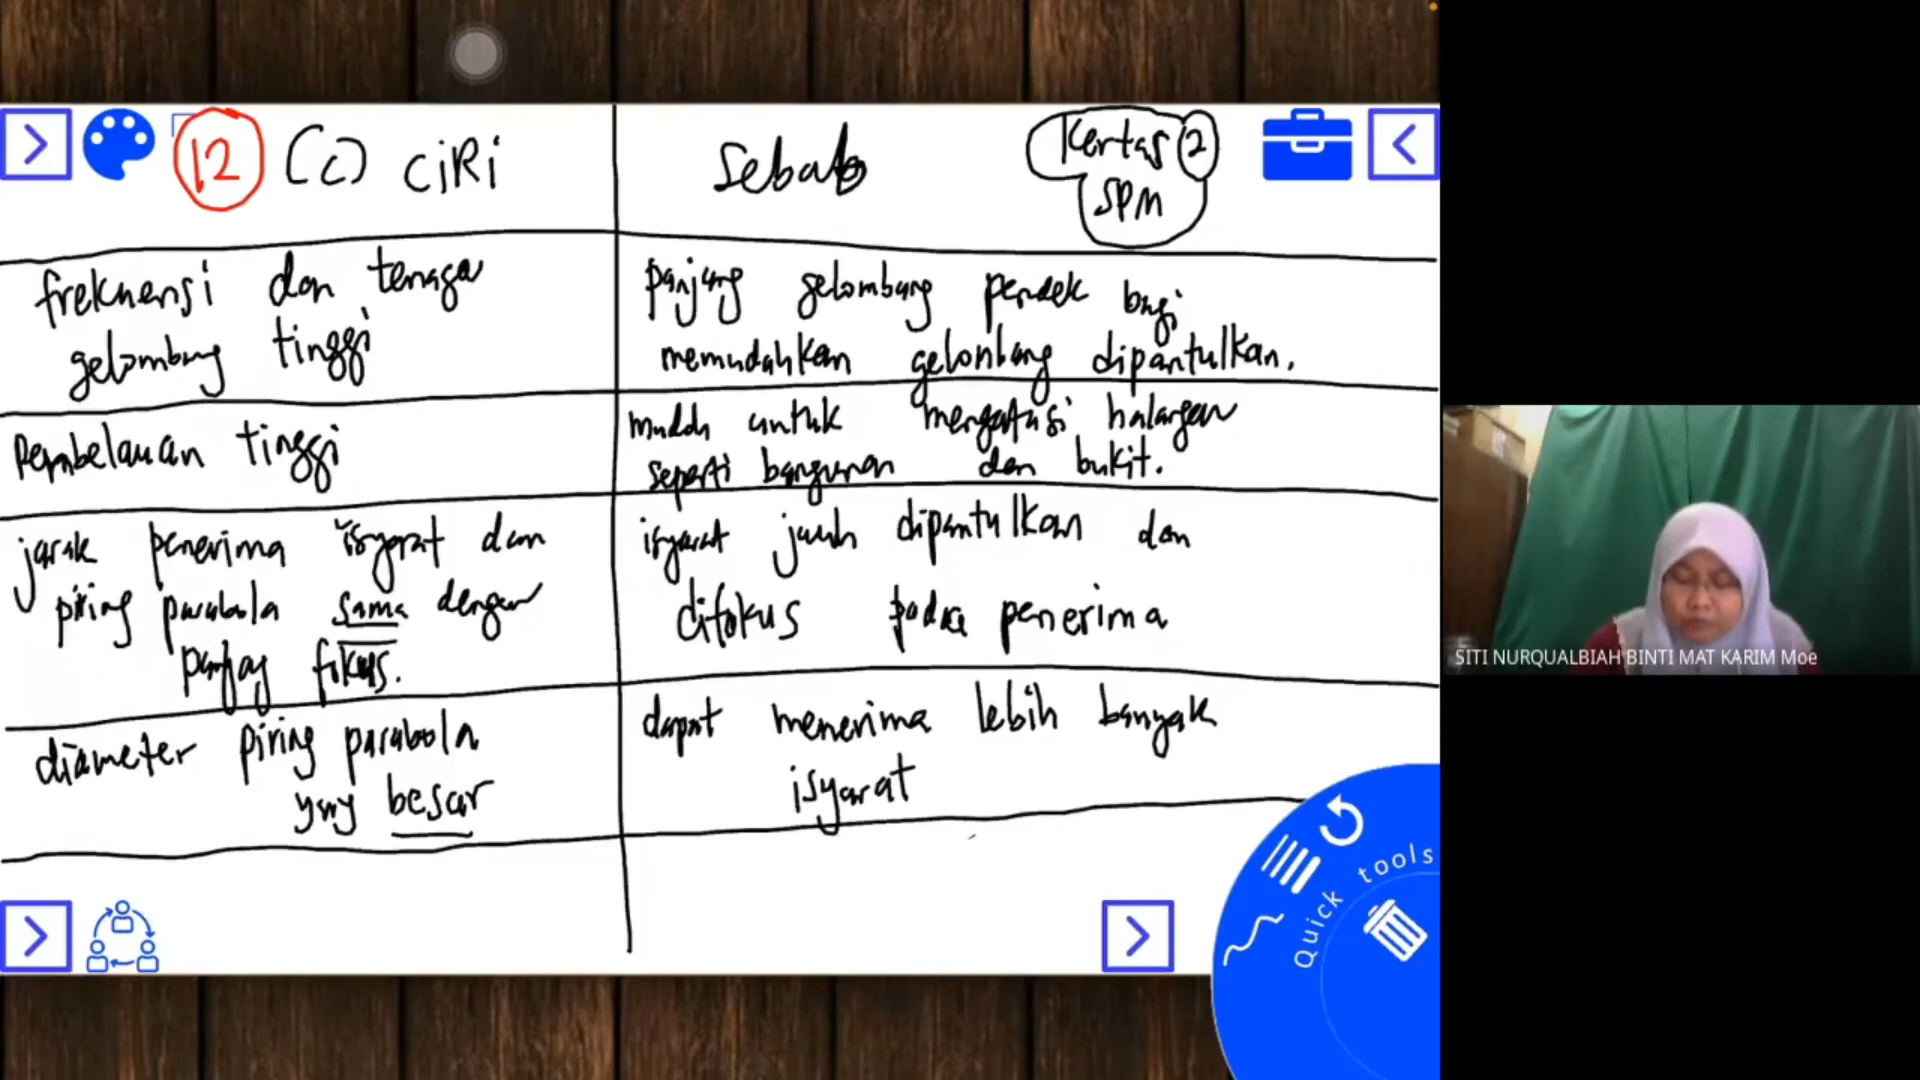 12 (c) ciRi
Sebab
Kertas 2
SPM
frekuensi dan tenaga
gelombang tinggi
panjang gelombang pendek bagi
memudahkan gelombang dipantulkan.
Pembelauan tinggi
mudah untuk mengatasi halangan
seperti bangunan dan bukit.
jarak penerima isyarat dan
piring parabola sama dengan
panjang fokus.
isyarat jauh dipantulkan dan
difokus pada penerima
diameter piring parabola
yang besar
dapat menerima lebih banyak
isyarat
Quick tools
SITI NURQUALBIAH BINTI MAT KARIM Moe